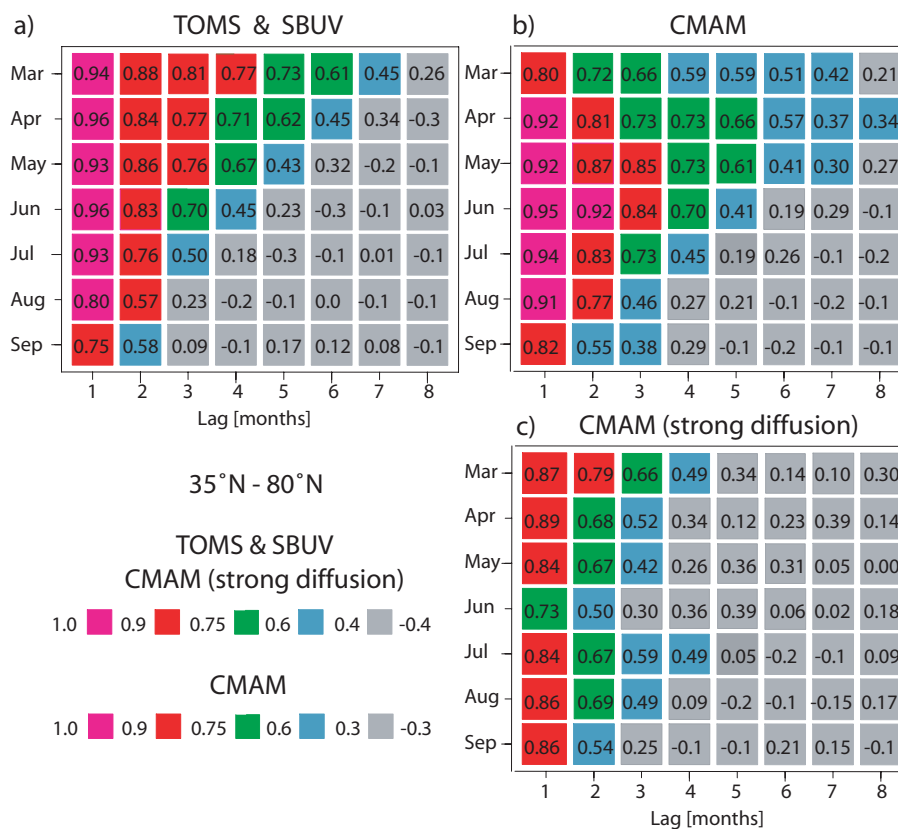 a) TOMS & SBUV
Mar 0.94 0.88 0.81 0.77 0.73 0.61 0.45 0.26
Apr 0.96 0.84 0.77 0.71 0.62 0.45 0.34 -0.3
May 0.93 0.86 0.76 0.67 0.43 0.32 -0.2 -0.1
Jun 0.96 0.83 0.70 0.45 0.23 -0.3 -0.1 0.03
Jul 0.93 0.76 0.50 0.18 -0.3 -0.1 0.01 -0.1
Aug 0.80 0.57 0.23 -0.2 -0.1 0.0 -0.1 -0.1
Sep 0.75 0.58 0.09 -0.1 0.17 0.12 0.08 -0.1
1 2 3 4 5 6 7 8
Lag [months]
b) CMAM
Mar 0.80 0.72 0.66 0.59 0.59 0.51 0.42 0.21
Apr 0.92 0.81 0.73 0.73 0.66 0.57 0.37 0.34
May 0.92 0.87 0.85 0.73 0.61 0.41 0.30 0.27
Jun 0.95 0.92 0.84 0.70 0.41 0.19 0.29 -0.1
Jul 0.94 0.83 0.73 0.45 0.19 0.26 -0.1 -0.2
Aug 0.91 0.77 0.46 0.27 0.21 -0.1 -0.2 -0.1
Sep 0.82 0.55 0.38 0.29 -0.1 -0.2 -0.1 -0.1
1 2 3 4 5 6 7 8
35°N - 80°N
TOMS & SBUV
CMAM (strong diffusion)
1.0 0.9 0.75 0.6 0.4 -0.4
CMAM
1.0 0.9 0.75 0.6 0.3 -0.3
c) CMAM (strong diffusion)
Mar 0.87 0.79 0.66 0.49 0.34 0.14 0.10 0.30
Apr 0.89 0.68 0.52 0.34 0.12 0.23 0.39 0.14
May 0.84 0.67 0.42 0.26 0.36 0.31 0.05 0.00
Jun 0.73 0.50 0.30 0.36 0.39 0.06 0.02 0.18
Jul 0.84 0.67 0.59 0.49 0.05 -0.2 -0.1 0.09
Aug 0.86 0.69 0.49 0.09 -0.2 -0.1 -0.15 0.17
Sep 0.86 0.54 0.25 -0.1 -0.1 0.21 0.15 -0.1
1 2 3 4 5 6 7 8
Lag [months]